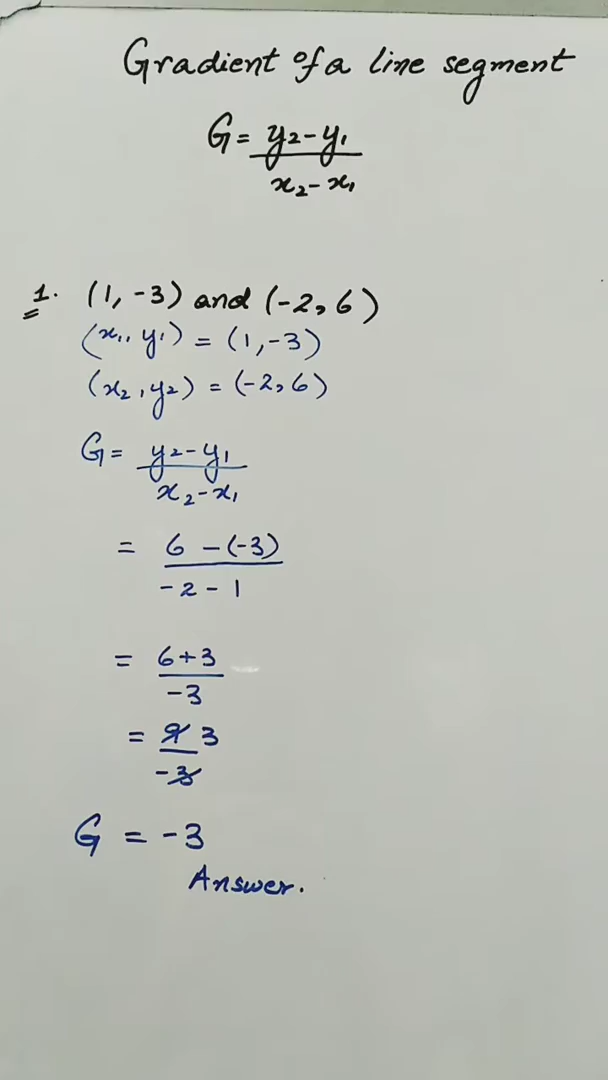 Gradient of a line segment
G = y₂ - y₁
x₂ - x₁
1. (1, -3) and (-2, 6)
(x₁, y₁) = (1, -3)
(x₂, y₂) = (-2, 6)
G = y₂ - y₁
x₂ - x₁
= 6 - (-3)
-2 - 1
= 6+3
-3
= 9 3
-3
G = -3
Answer.